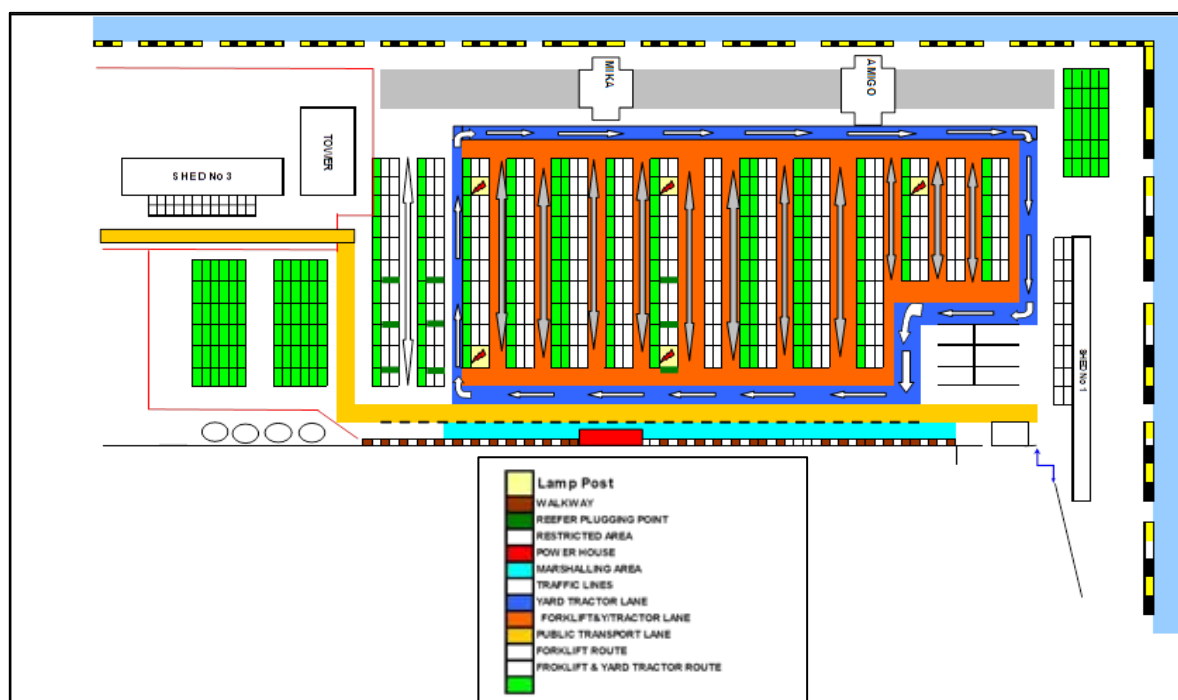 MIKA
AMIGO
TOWER
SHED No 3
SHED No 1
Lamp Post
WALKWAY
REEFER PLUGGING POINT
RESTRICTED AREA
POWER HOUSE
MARSHALLING AREA
TRAFFIC LINES
YARD TRACTOR LANE
FORKLIFT&Y/TRACTOR LANE
PUBLIC TRANSPORT LANE
FORKLIFT ROUTE
FROKLIFT & YARD TRACTOR ROUTE